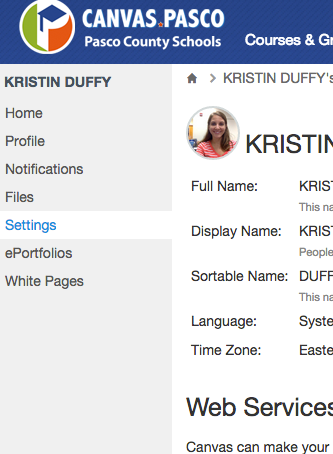 CANVAS PASCO
Pasco County Schools
Courses & Gr
KRISTIN DUFFY
KRISTIN DUFFY's
Home
Profile
Notifications
Files
Settings
ePortfolios
White Pages
KRISTIN
Full Name: KRIST
This na
Display Name: KRIST
People
Sortable Name: DUFF
This na
Language: Syste
Time Zone: Easte
Web Services
Canvas can make your